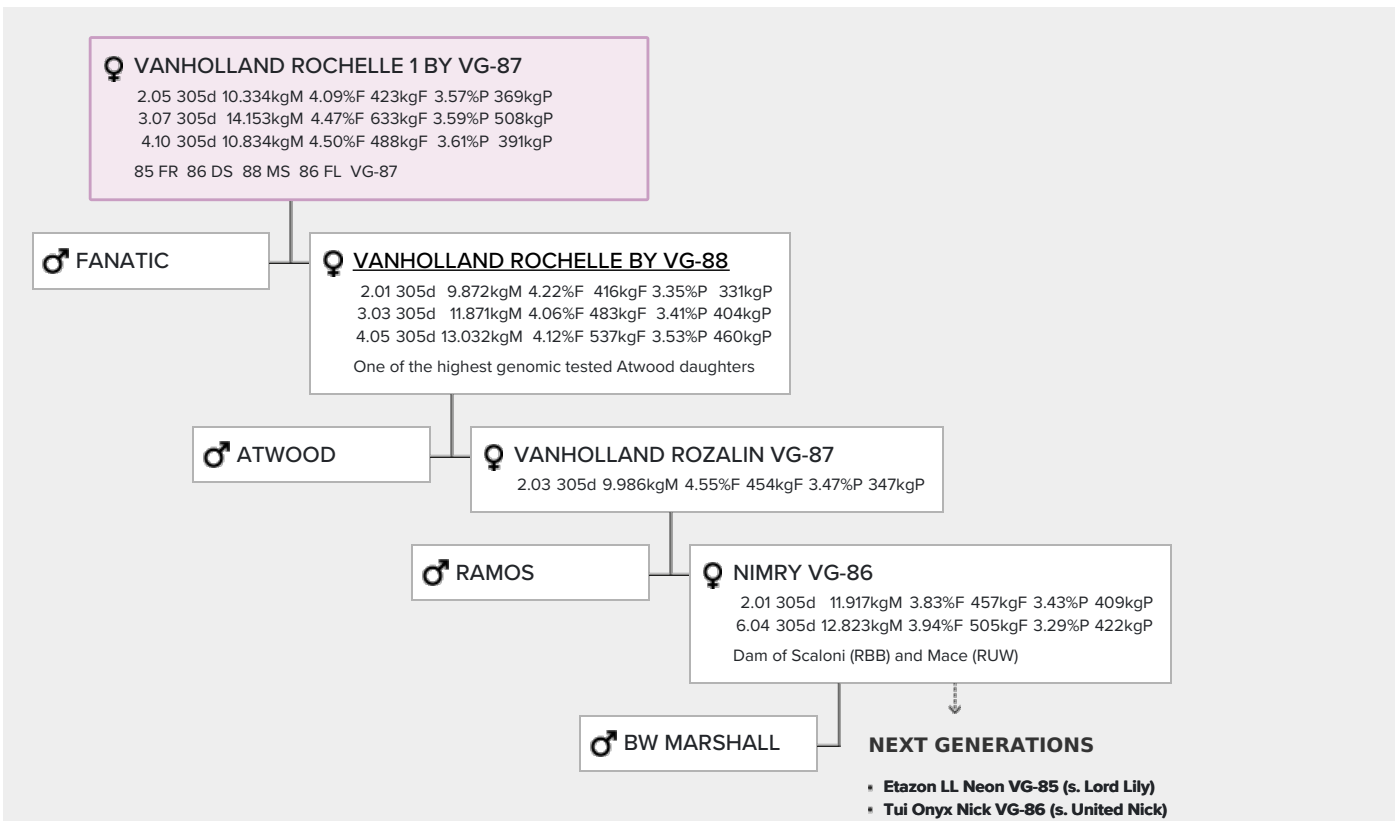 VANHOLLAND ROCHELLE 1 BY VG-87
2.05 305d 10.334kgM 4.09%F 423kgF 3.57%P 369kgP
3.07 305d 14.153kgM 4.47%F 633kgF 3.59%P 508kgP
4.10 305d 10.834kgM 4.50%F 488kgF 3.61%P 391kgP
85 FR 86 DS 88 MS 86 FL VG-87
FANATIC
VANHOLLAND ROCHELLE BY VG-88
2.01 305d 9.872kgM 4.22%F 416kgF 3.35%P 331kgP
3.03 305d 11.871kgM 4.06%F 483kgF 3.41%P 404kgP
4.05 305d 13.032kgM 4.12%F 537kgF 3.53%P 460kgP
One of the highest genomic tested Atwood daughters
ATWOOD
VANHOLLAND ROZALIN VG-87
2.03 305d 9.986kgM 4.55%F 454kgF 3.47%P 347kgP
RAMOS
NIMRY VG-86
2.01 305d 11.917kgM 3.83%F 457kgF 3.43%P 409kgP
6.04 305d 12.823kgM 3.94%F 505kgF 3.29%P 422kgP
Dam of Scaloni (RBB) and Mace (RUW)
BW MARSHALL
NEXT GENERATIONS
Etazon LL Neon VG-85 (s. Lord Lily)
Tui Onyx Nick VG-86 (s. United Nick)